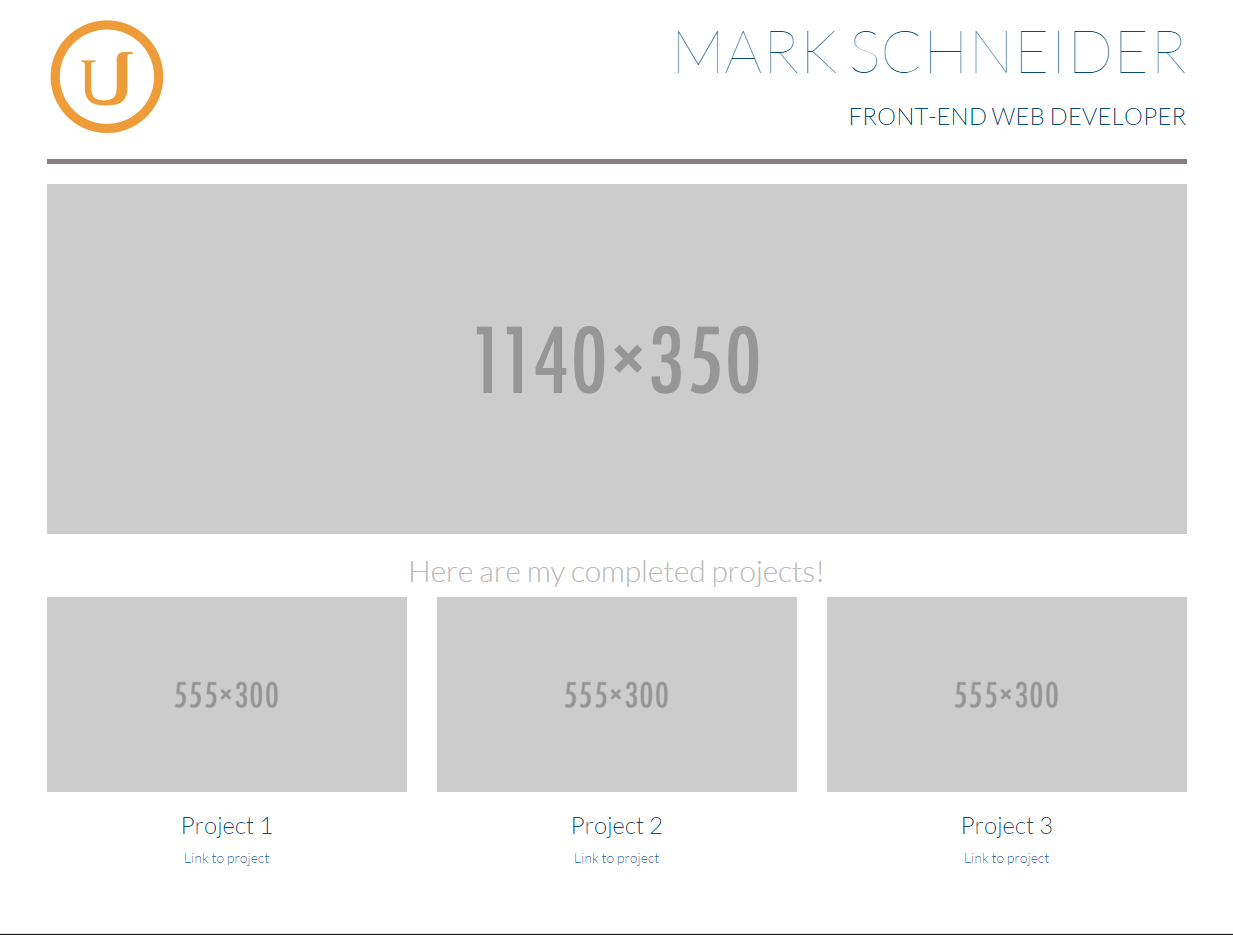 U
MARK SCHNEIDER
FRONT-END WEB DEVELOPER
1140×350
Here are my completed projects!
555×300 555×300 555×300
Project 1 Project 2 Project 3
Link to project Link to project Link to project